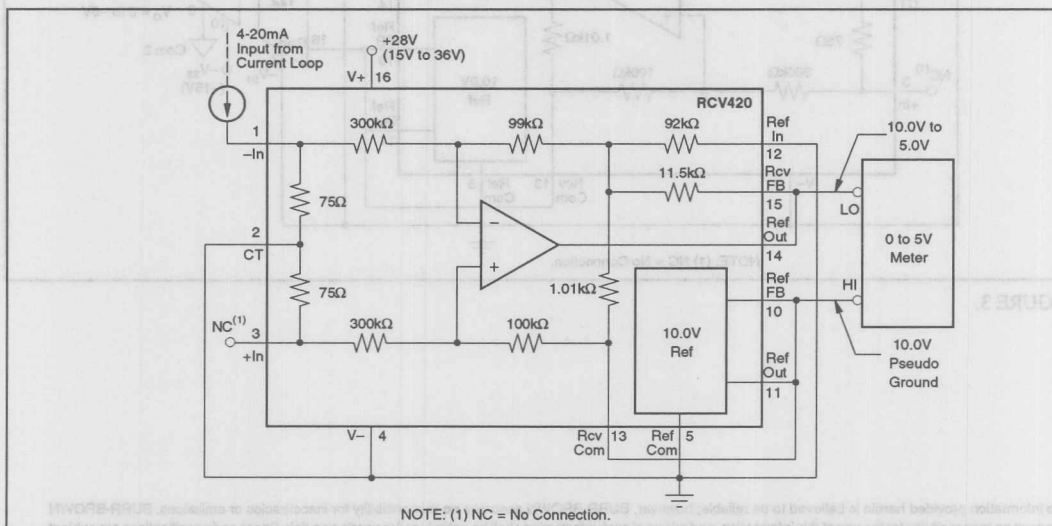 4-20mA
Input from
Current Loop
+28V
(15V to 36V)
V+
16
RCV420
1
–In
300kΩ
99kΩ
92kΩ
Ref
In
12
10.0V to
5.0V
11.5kΩ
Rcv
FB
15
LO
75Ω
2
CT
–
+
Ref
Out
14
0 to 5V
Meter
75Ω
1.01kΩ
Ref
FB
10
HI
NC(1)
3
+In
300kΩ
100kΩ
10.0V
Ref
Ref
Out
11
10.0V
Pseudo
Ground
V–
4
Rcv
Com
13
Ref
Com
5
NOTE: (1) NC = No Connection.